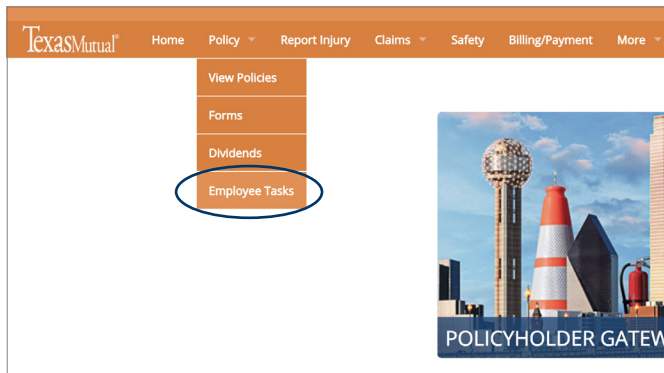 TexasMutual® Home Policy Report Injury Claims Safety Billing/Payment More
View Policies
Forms
Dividends
Employee Tasks
POLICYHOLDER GATEW